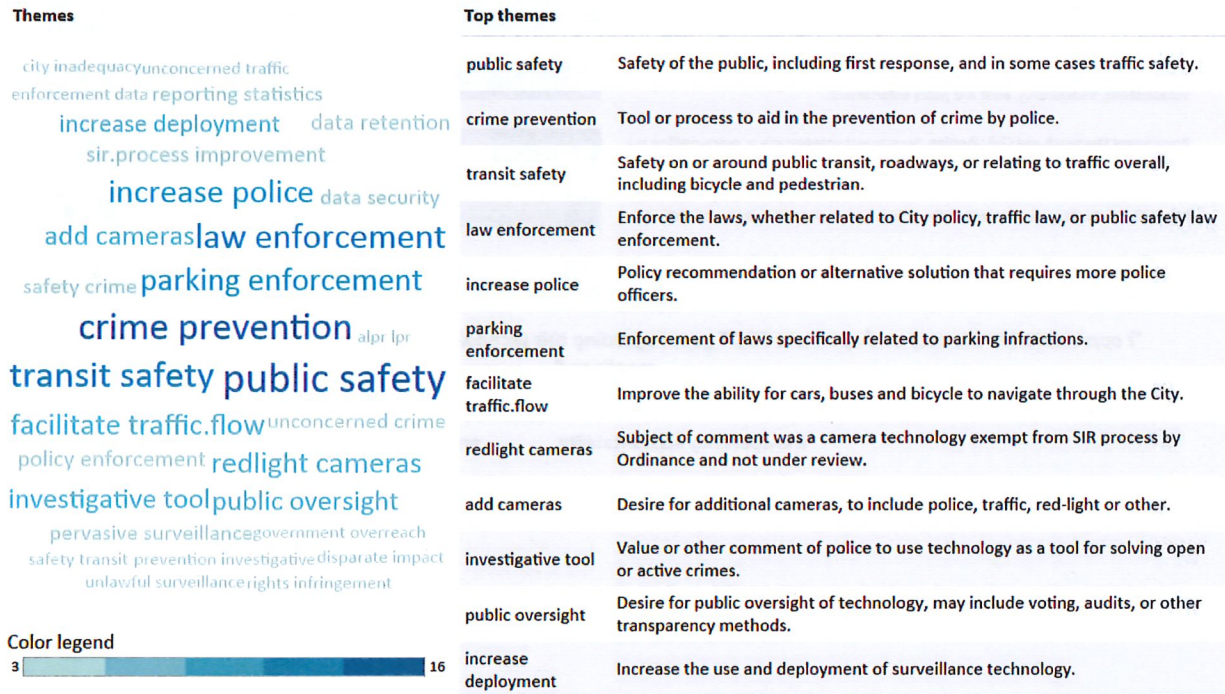 Themes
city inadequacy unconcerned traffic
enforcement data reporting statistics
increase deployment data retention
sir.process improvement
increase police data security
add cameras law enforcement
safety crime parking enforcement
crime prevention alpr lpr
transit safety public safety
facilitate traffic.flow unconcerned crime
policy enforcement redlight cameras
investigative tool public oversight
pervasive surveillance government overreach
safety transit prevention investigative disparate impact
unlawful surveillance rights infringement
Color legend
3 16
Top themes
public safety Safety of the public, including first response, and in some cases traffic safety.
crime prevention Tool or process to aid in the prevention of crime by police.
transit safety Safety on or around public transit, roadways, or relating to traffic overall,
including bicycle and pedestrian.
law enforcement Enforce the laws, whether related to City policy, traffic law, or public safety law
enforcement.
increase police Policy recommendation or alternative solution that requires more police
officers.
parking
enforcement Enforcement of laws specifically related to parking infractions.
facilitate
traffic.flow Improve the ability for cars, buses and bicycle to navigate through the City.
redlight cameras Subject of comment was a camera technology exempt from SIR process by
Ordinance and not under review.
add cameras Desire for additional cameras, to include police, traffic, red-light or other.
investigative tool Value or other comment of police to use technology as a tool for solving open
or active crimes.
public oversight Desire for public oversight of technology, may include voting, audits, or other
transparency methods.
increase
deployment Increase the use and deployment of surveillance technology.